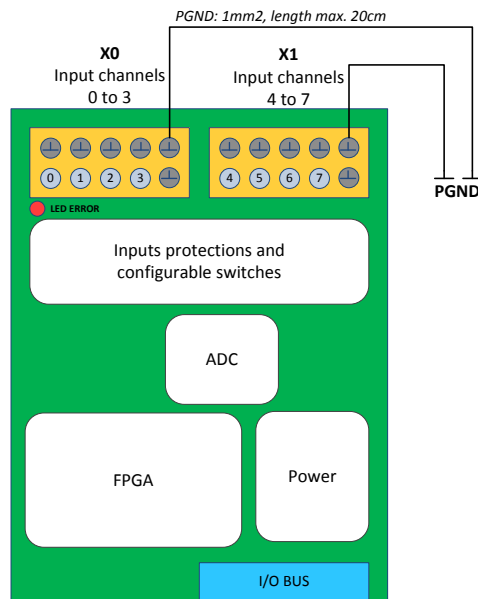 PGND: 1mm2, length max. 20cm
X0
Input channels
0 to 3
X1
Input channels
4 to 7
0 1 2 3
4 5 6 7
PGND
LED ERROR
Inputs protections and
configurable switches
ADC
FPGA
Power
I/O BUS